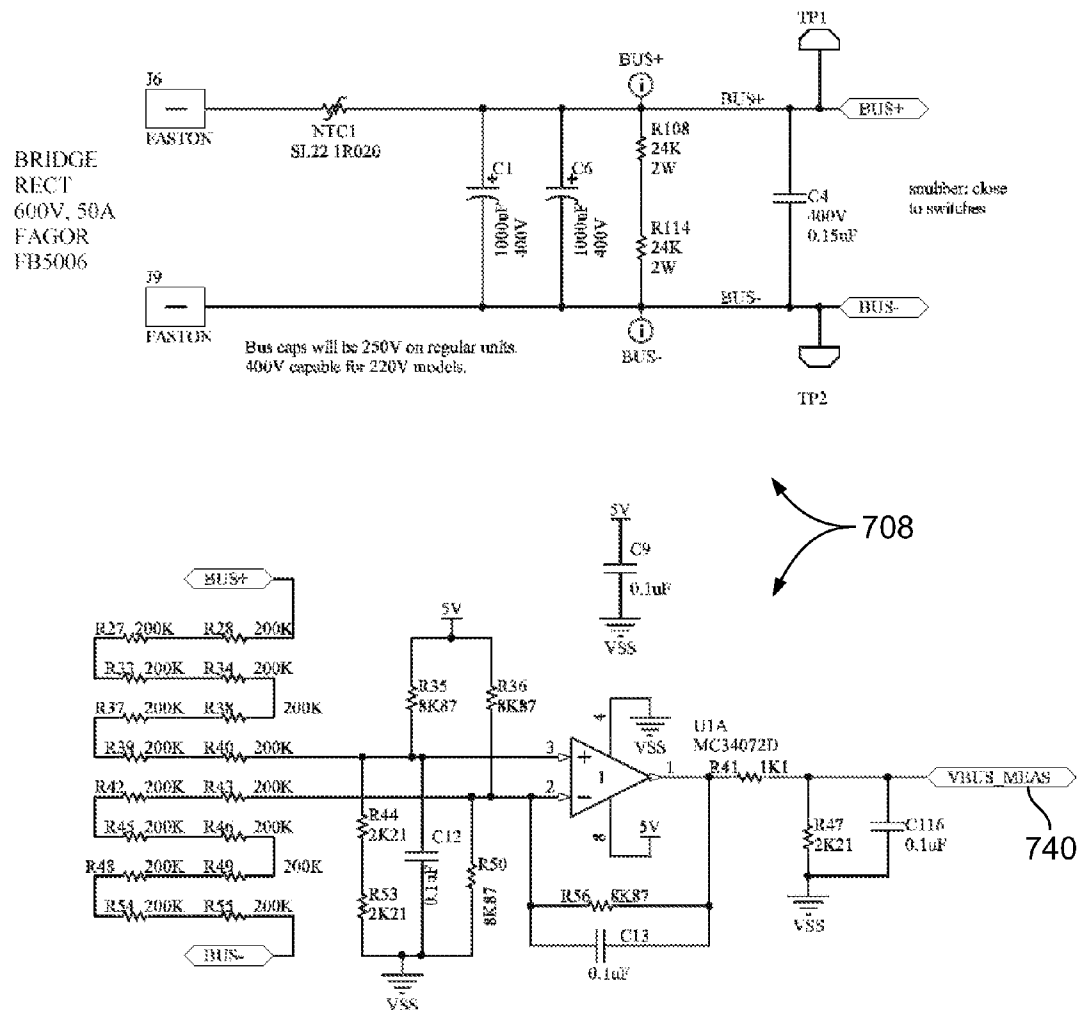 TP1
BUS+
J6
BUS+
BUS+
FASTON
NTC1
SL22 1R020
R108
24K
2W
BRIDGE
RECT
600V, 50A
FAGOR
FB5006
+C1
1000uF
400V
+C6
1000uF
400V
C4
400V
0.15uF
snubber: close
to switches
R114
24K
2W
J9
BUS-
BUS-
FASTON
BUS-
Bus caps will be 250V on regular units.
400V capable for 220V models.
TP2
708
5V
C9
0.1uF
VSS
BUS+
R27 200K R28 200K
R33 200K R34 200K
R37 200K R38 200K
R39 200K R40 200K
R42 200K R43 200K
R45 200K R46 200K
R48 200K R49 200K
R54 200K R55 200K
BUS-
5V
R35
8K87
R36
8K87
3
+
2
-
1
4
VSS
8
5V
U1A
MC34072D
1
R41 1K1
VBUS_MEAS
740
R44
2K21
C12
0.1uF
R50
8K87
R53
2K21
VSS
R56 8K87
C13
0.1uF
R47
2K21
C116
0.1uF
VSS